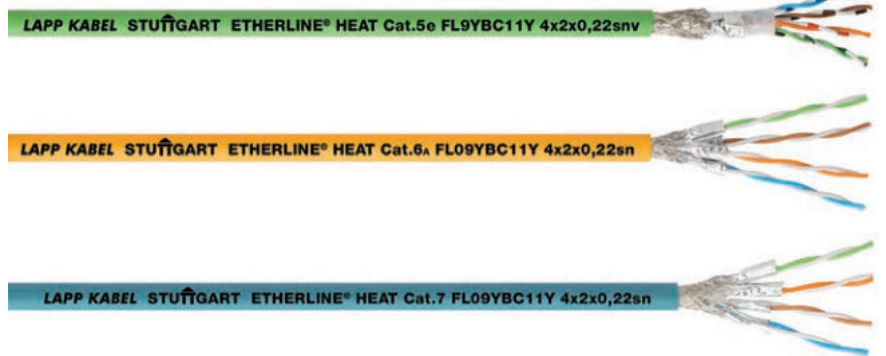 LAPP KABEL STUTTGART ETHERLINE® HEAT Cat.5e FL9YBC11Y 4x2x0,22snv
LAPP KABEL STUTTGART ETHERLINE® HEAT Cat.6A FL09YBC11Y 4x2x0,22sn
LAPP KABEL STUTTGART ETHERLINE® HEAT Cat.7 FL09YBC11Y 4x2x0,22sn